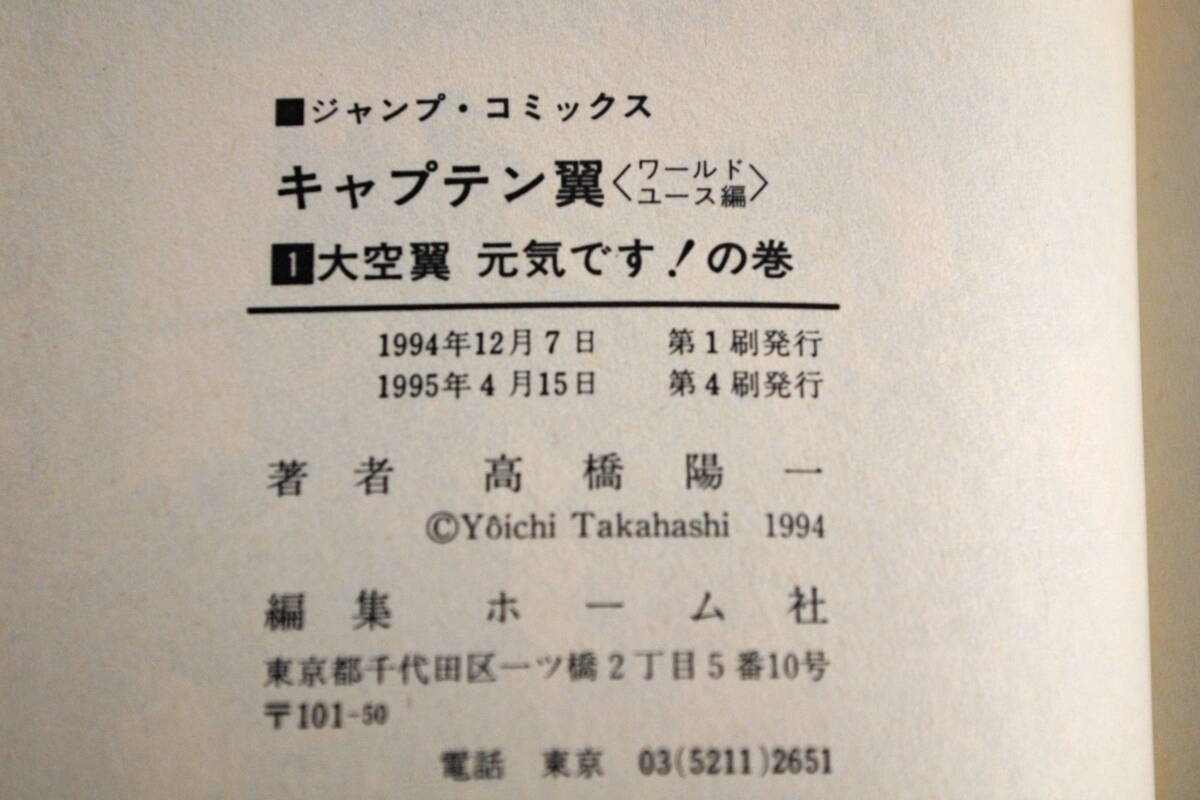 ■ジャンプ・コミックス
キャプテン翼〈ワールドユース編〉
1大空翼 元気です!の巻
1994年12月7日 第1刷発行
1995年4月15日 第4刷発行
著者 高橋陽一
©Yôichi Takahashi 1994
編集 ホーム社
東京都千代田区一ツ橋2丁目5番10号
〒101-50
電話 東京 03(5211)2651